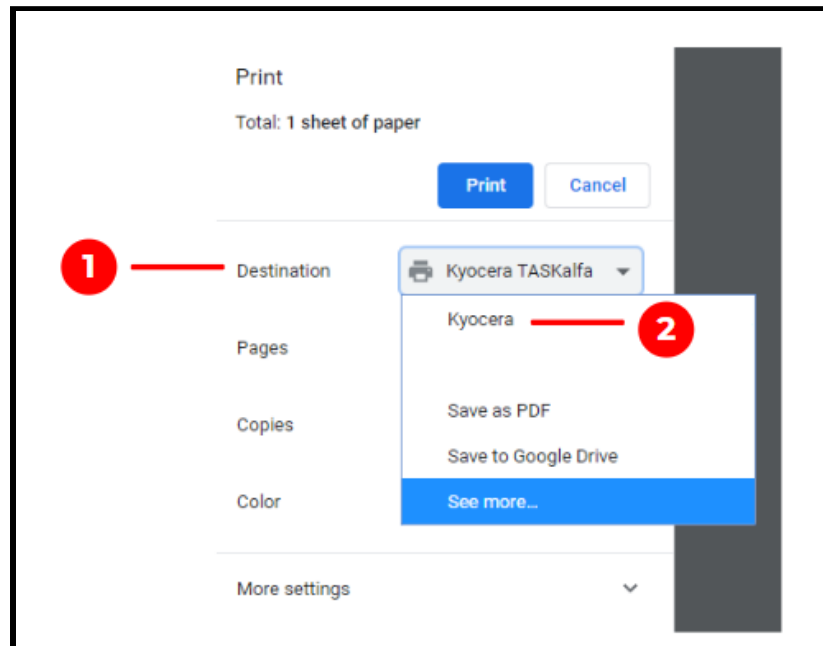 Print
Total: 1 sheet of paper
Print Cancel
1 Destination Kyocera TASKalfa
Kyocera 2
Pages
Save as PDF
Copies
Save to Google Drive
Color See more...
More settings